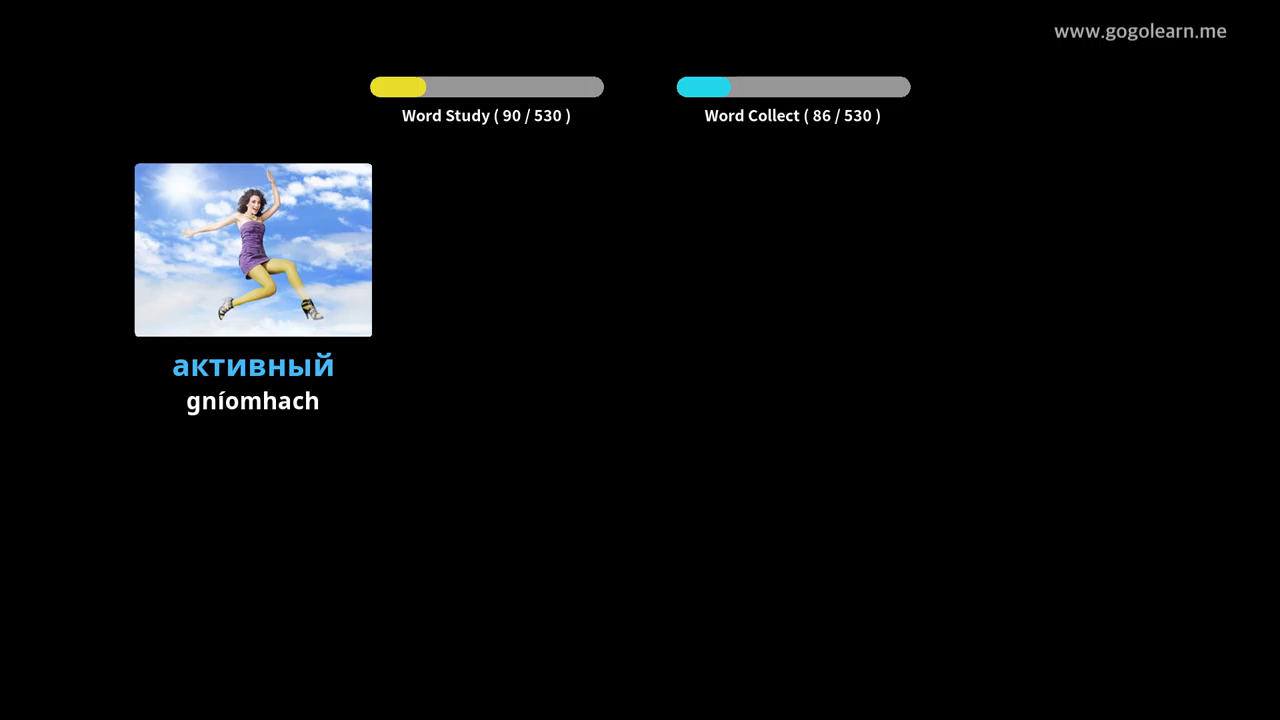 www.gogolearn.me
Word Study ( 90 / 530 )
Word Collect ( 86 / 530 )
активный
gníomhach